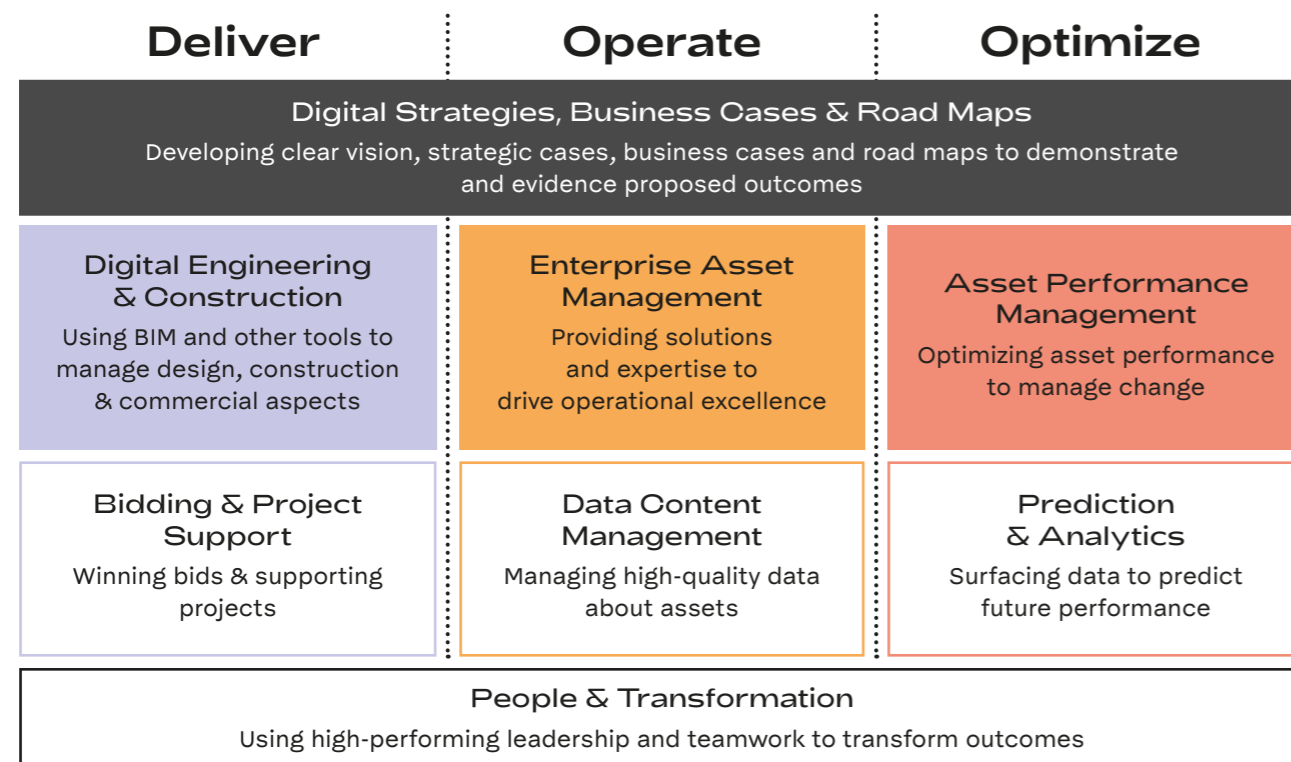 Deliver
Operate
Optimize
Digital Strategies, Business Cases & Road Maps
Developing clear vision, strategic cases, business cases and road maps to demonstrate
and evidence proposed outcomes
Digital Engineering
& Construction
Using BIM and other tools to
manage design, construction
& commercial aspects
Enterprise Asset
Management
Providing solutions
and expertise to
drive operational excellence
Asset Performance
Management
Optimizing asset performance
to manage change
Bidding & Project
Support
Winning bids & supporting
projects
Data Content
Management
Managing high-quality data
about assets
Prediction
& Analytics
Surfacing data to predict
future performance
People & Transformation
Using high-performing leadership and teamwork to transform outcomes